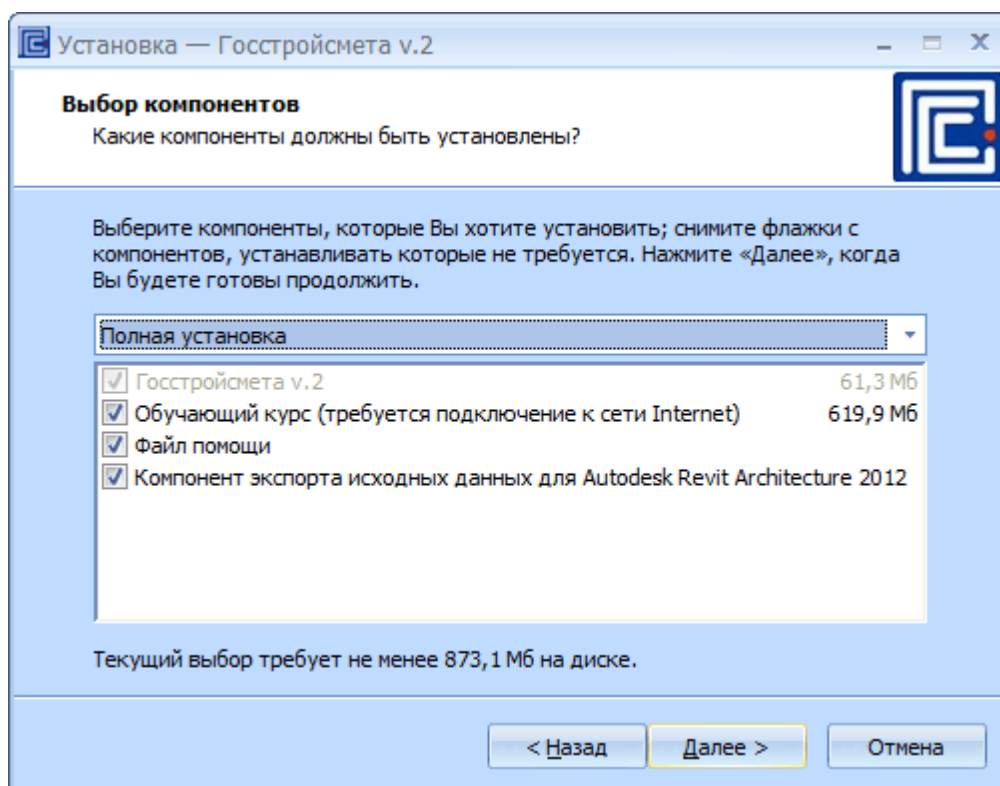 Установка — Госстройсмета v.2
Выбор компонентов
Какие компоненты должны быть установлены?
Выберите компоненты, которые Вы хотите установить; снимите флажки с
компонентов, устанавливать которые не требуется. Нажмите «Далее», когда
Вы будете готовы продолжить.
Полная установка
Госстройсмета v.2 61,3 Мб
Обучающий курс (требуется подключение к сети Internet) 619,9 Мб
Файл помощи
Компонент экспорта исходных данных для Autodesk Revit Architecture 2012
Текущий выбор требует не менее 873,1 Мб на диске.
< Назад Далее > Отмена